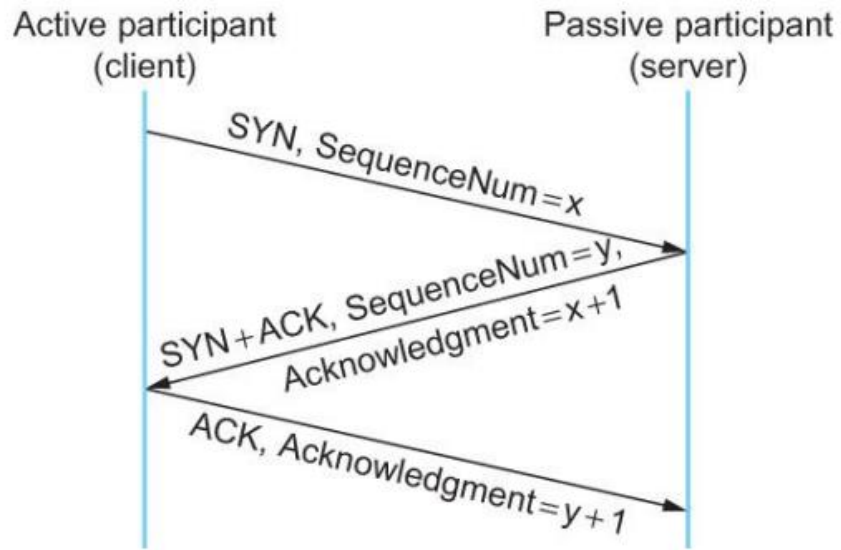 Active participant
(client)
Passive participant
(server)
SYN, SequenceNum=x
SYN+ACK, SequenceNum=y,
Acknowledgment=x+1
ACK, Acknowledgment=y+1